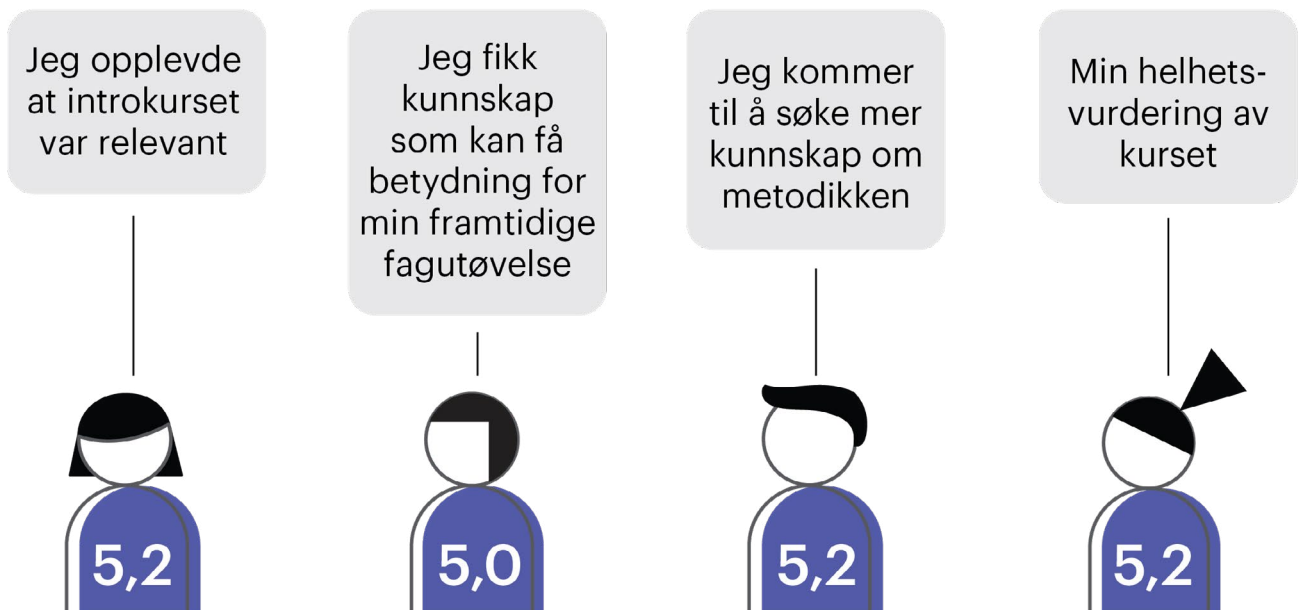 Jeg opplevde
at introkurset
var relevant
Jeg fikk
kunnskap
som kan få
betydning for
min framtidige
fagutøvelse
Jeg kommer
til å søke mer
kunnskap om
metodikken
Min helhets-
vurdering av
kurset
5,2
5,0
5,2
5,2